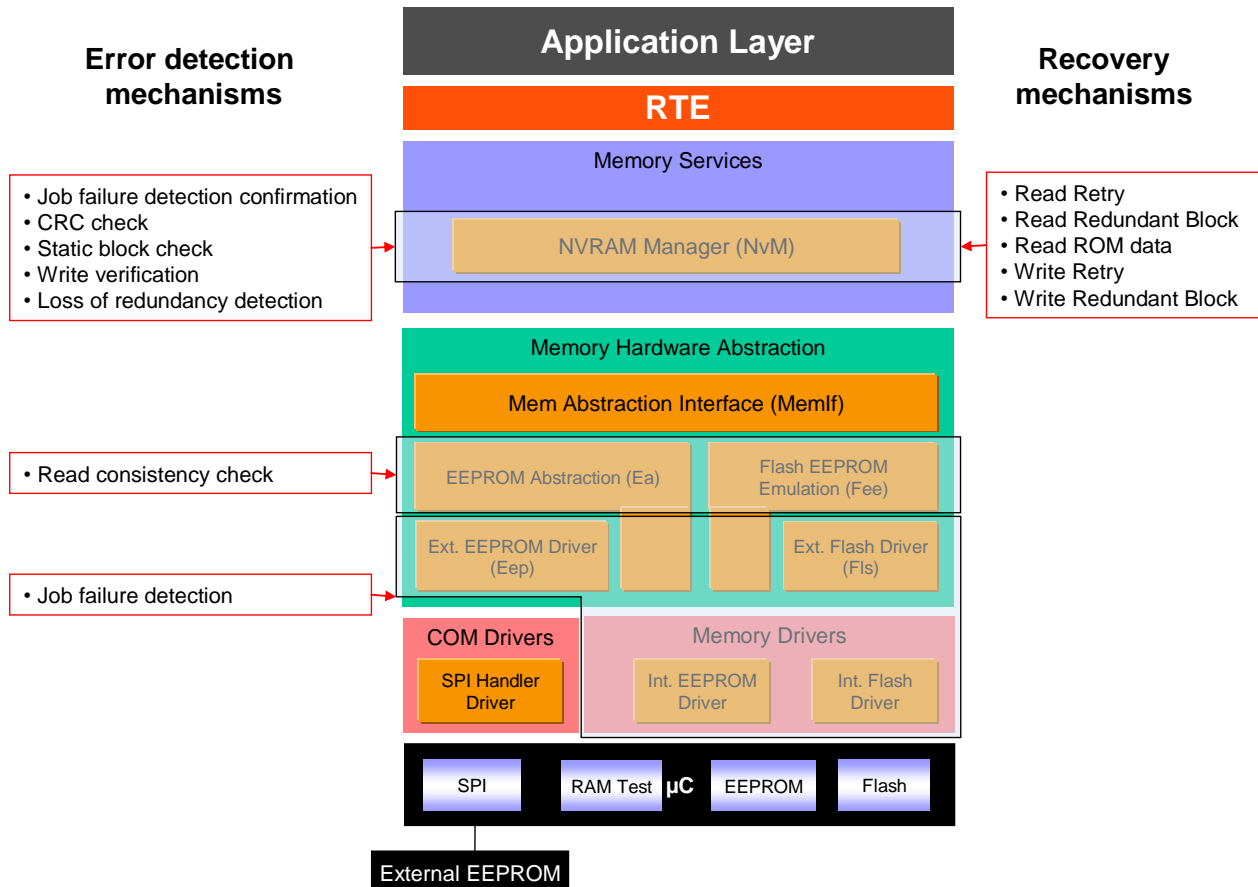 Error detection
mechanisms
Application Layer
Recovery
mechanisms
RTE
Memory Services
• Job failure detection confirmation
• CRC check
• Static block check
• Write verification
• Loss of redundancy detection
NVRAM Manager (NvM)
• Read Retry
• Read Redundant Block
• Read ROM data
• Write Retry
• Write Redundant Block
Memory Hardware Abstraction
Mem Abstraction Interface (MemIf)
• Read consistency check
EEPROM Abstraction (Ea)
Flash EEPROM
Emulation (Fee)
Ext. EEPROM Driver
(Eep)
Ext. Flash Driver
(Fls)
• Job failure detection
COM Drivers
Memory Drivers
SPI Handler
Driver
Int. EEPROM
Driver
Int. Flash
Driver
SPI
RAM Test
µC
EEPROM
Flash
External EEPROM